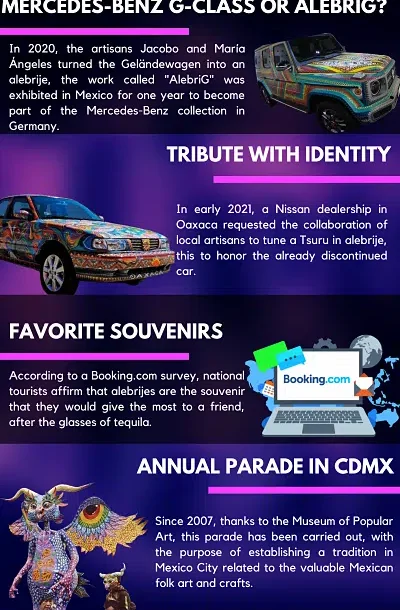 MERCEDES-BENZ G-CLASS OR ALEBRIG?
In 2020, the artisans Jacobo and María
Ángeles turned the Geländewagen into an
alebrije, the work called "AlebriG" was
exhibited in Mexico for one year to become
part of the Mercedes-Benz collection in
Germany.
TRIBUTE WITH IDENTITY
In early 2021, a Nissan dealership in
Oaxaca requested the collaboration of
local artisans to tune a Tsuru in alebrije,
this to honor the already discontinued
car.
OAXACA
FAVORITE SOUVENIRS
According to a Booking.com survey, national
tourists affirm that alebrijes are the souvenir
that they would give the most to a friend,
after the glasses of tequila.
Booking.com
ANNUAL PARADE IN CDMX
Since 2007, thanks to the Museum of Popular
Art, this parade has been carried out, with
the purpose of establishing a tradition in
Mexico City related to the valuable Mexican
folk art and crafts.